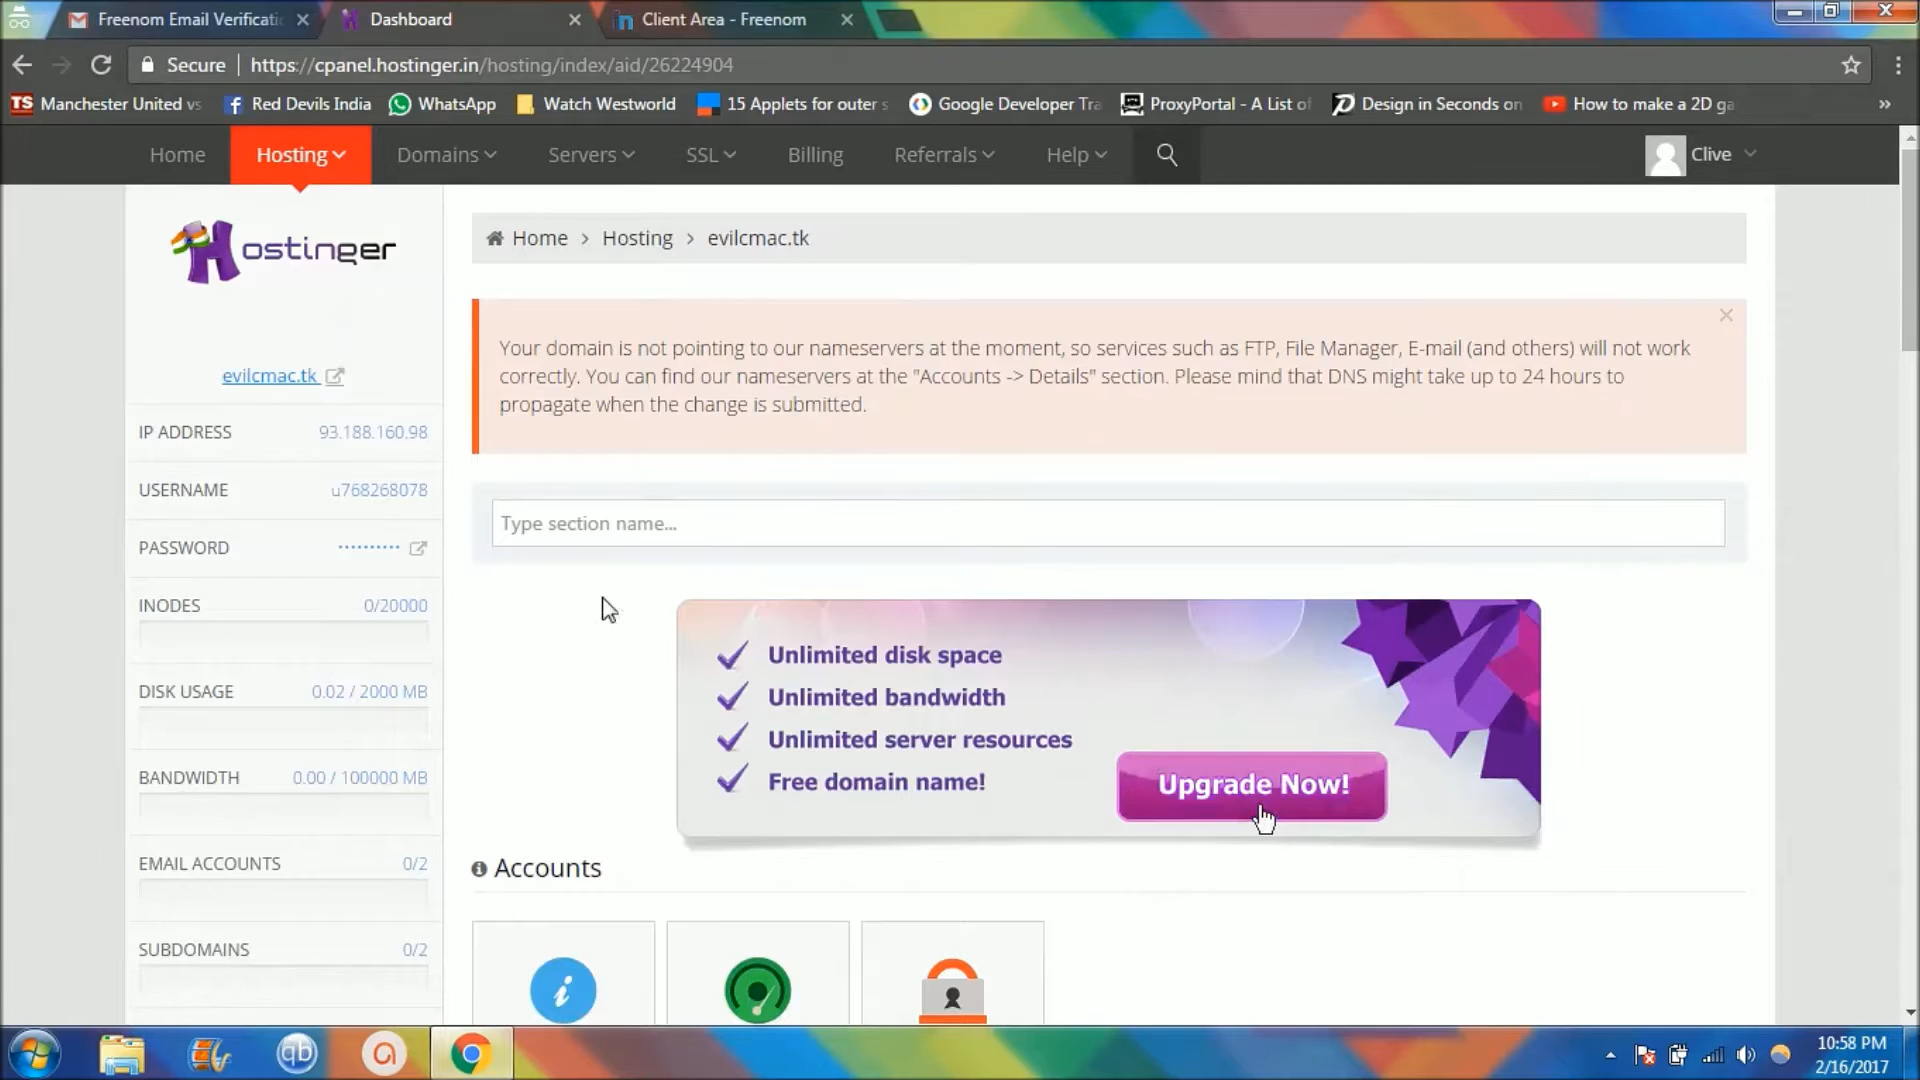 Freenom Email Verificati
Dashboard
Client Area - Freenom
Secure
https://cpanel.hostinger.in/hosting/index/aid/26224904
TS Manchester United vs
Red Devils India
WhatsApp
Watch Westworld
15 Applets for outer s
Google Developer Tra
ProxyPortal - A List of
Design in Seconds on
How to make a 2D ga
Home
Hosting
Domains
Servers
SSL
Billing
Referrals
Help
Clive
Hostinger
evilcmac.tk
IP ADDRESS 93.188.160.98
USERNAME u768268078
PASSWORD ••••••••••
INODES 0/20000
DISK USAGE 0.02 / 2000 MB
BANDWIDTH 0.00 / 100000 MB
EMAIL ACCOUNTS 0/2
SUBDOMAINS 0/2
Home > Hosting > evilcmac.tk
Your domain is not pointing to our nameservers at the moment, so services such as FTP, File Manager, E-mail (and others) will not work
correctly. You can find our nameservers at the "Accounts -> Details" section. Please mind that DNS might take up to 24 hours to
propagate when the change is submitted.
Type section name...
Unlimited disk space
Unlimited bandwidth
Unlimited server resources
Free domain name!
Upgrade Now!
Accounts
qb
10:58 PM
2/16/2017